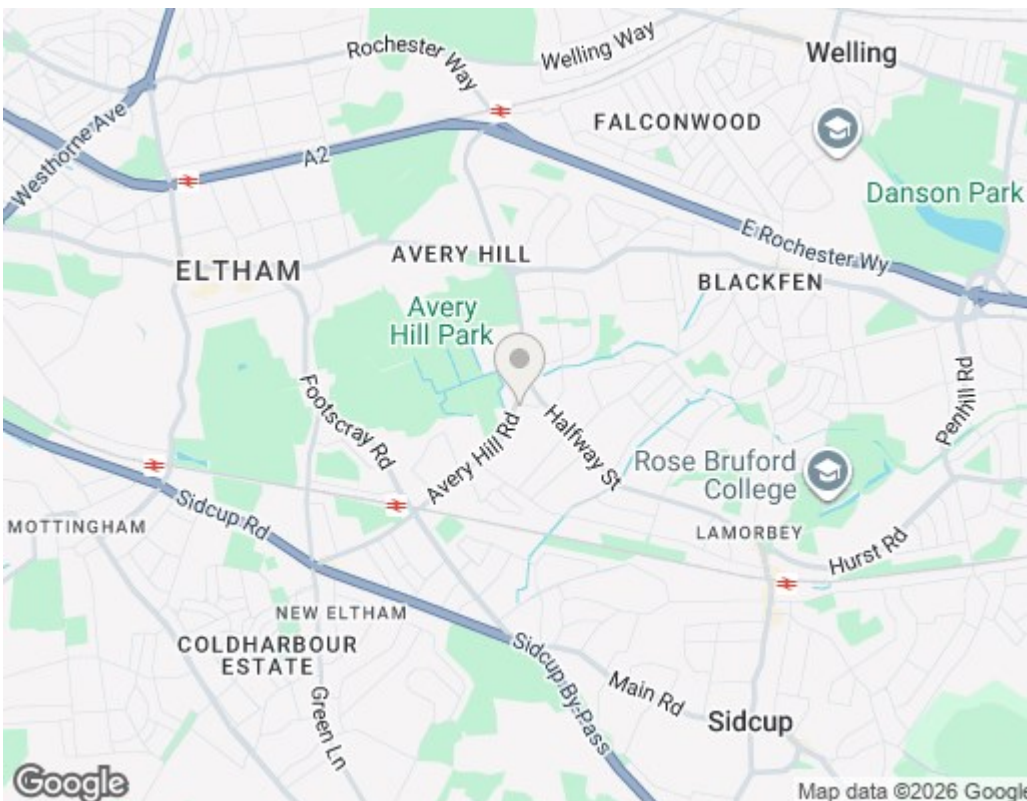 Rochester Way
Welling Way
Welling
Westhorne Ave
A2
FALCONWOOD
Danson Park
E Rochester Wy
ELTHAM
AVERY HILL
BLACKFEN
Avery
Hill Park
Footscray Rd
Avery Hill Rd
Halfway St
Penhill Rd
Rose Bruford
College
Sidcup Rd
MOTTINGHAM
LAMORBEY
Hurst Rd
NEW ELTHAM
COLDHARBOUR
ESTATE
Green Ln
Sidcup By-Pass
Main Rd
Sidcup
Google
Map data ©2026 Google